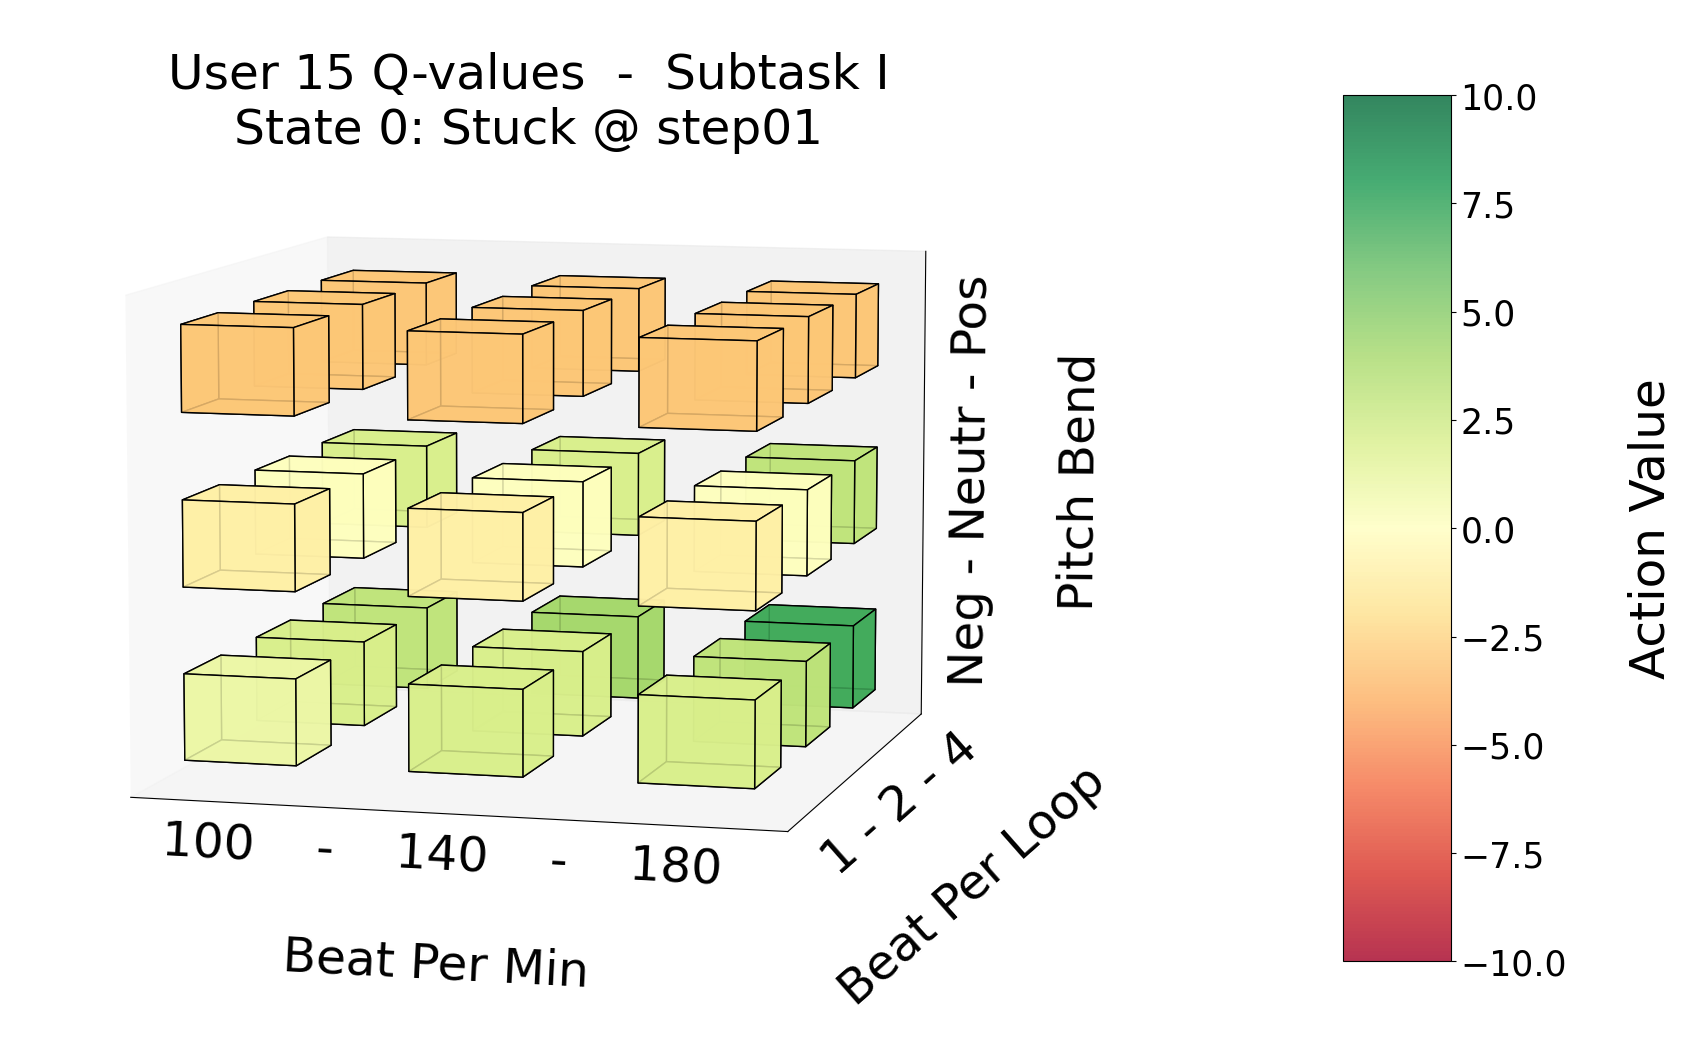 User 15 Q-values - Subtask I
State 0: Stuck @ step01
Neg - Neutr - Pos
Pitch Bend
1 - 2 - 4
Beat Per Loop
100 - 140 - 180
Beat Per Min
10.0
7.5
5.0
2.5
0.0
−2.5
−5.0
−7.5
−10.0
Action Value